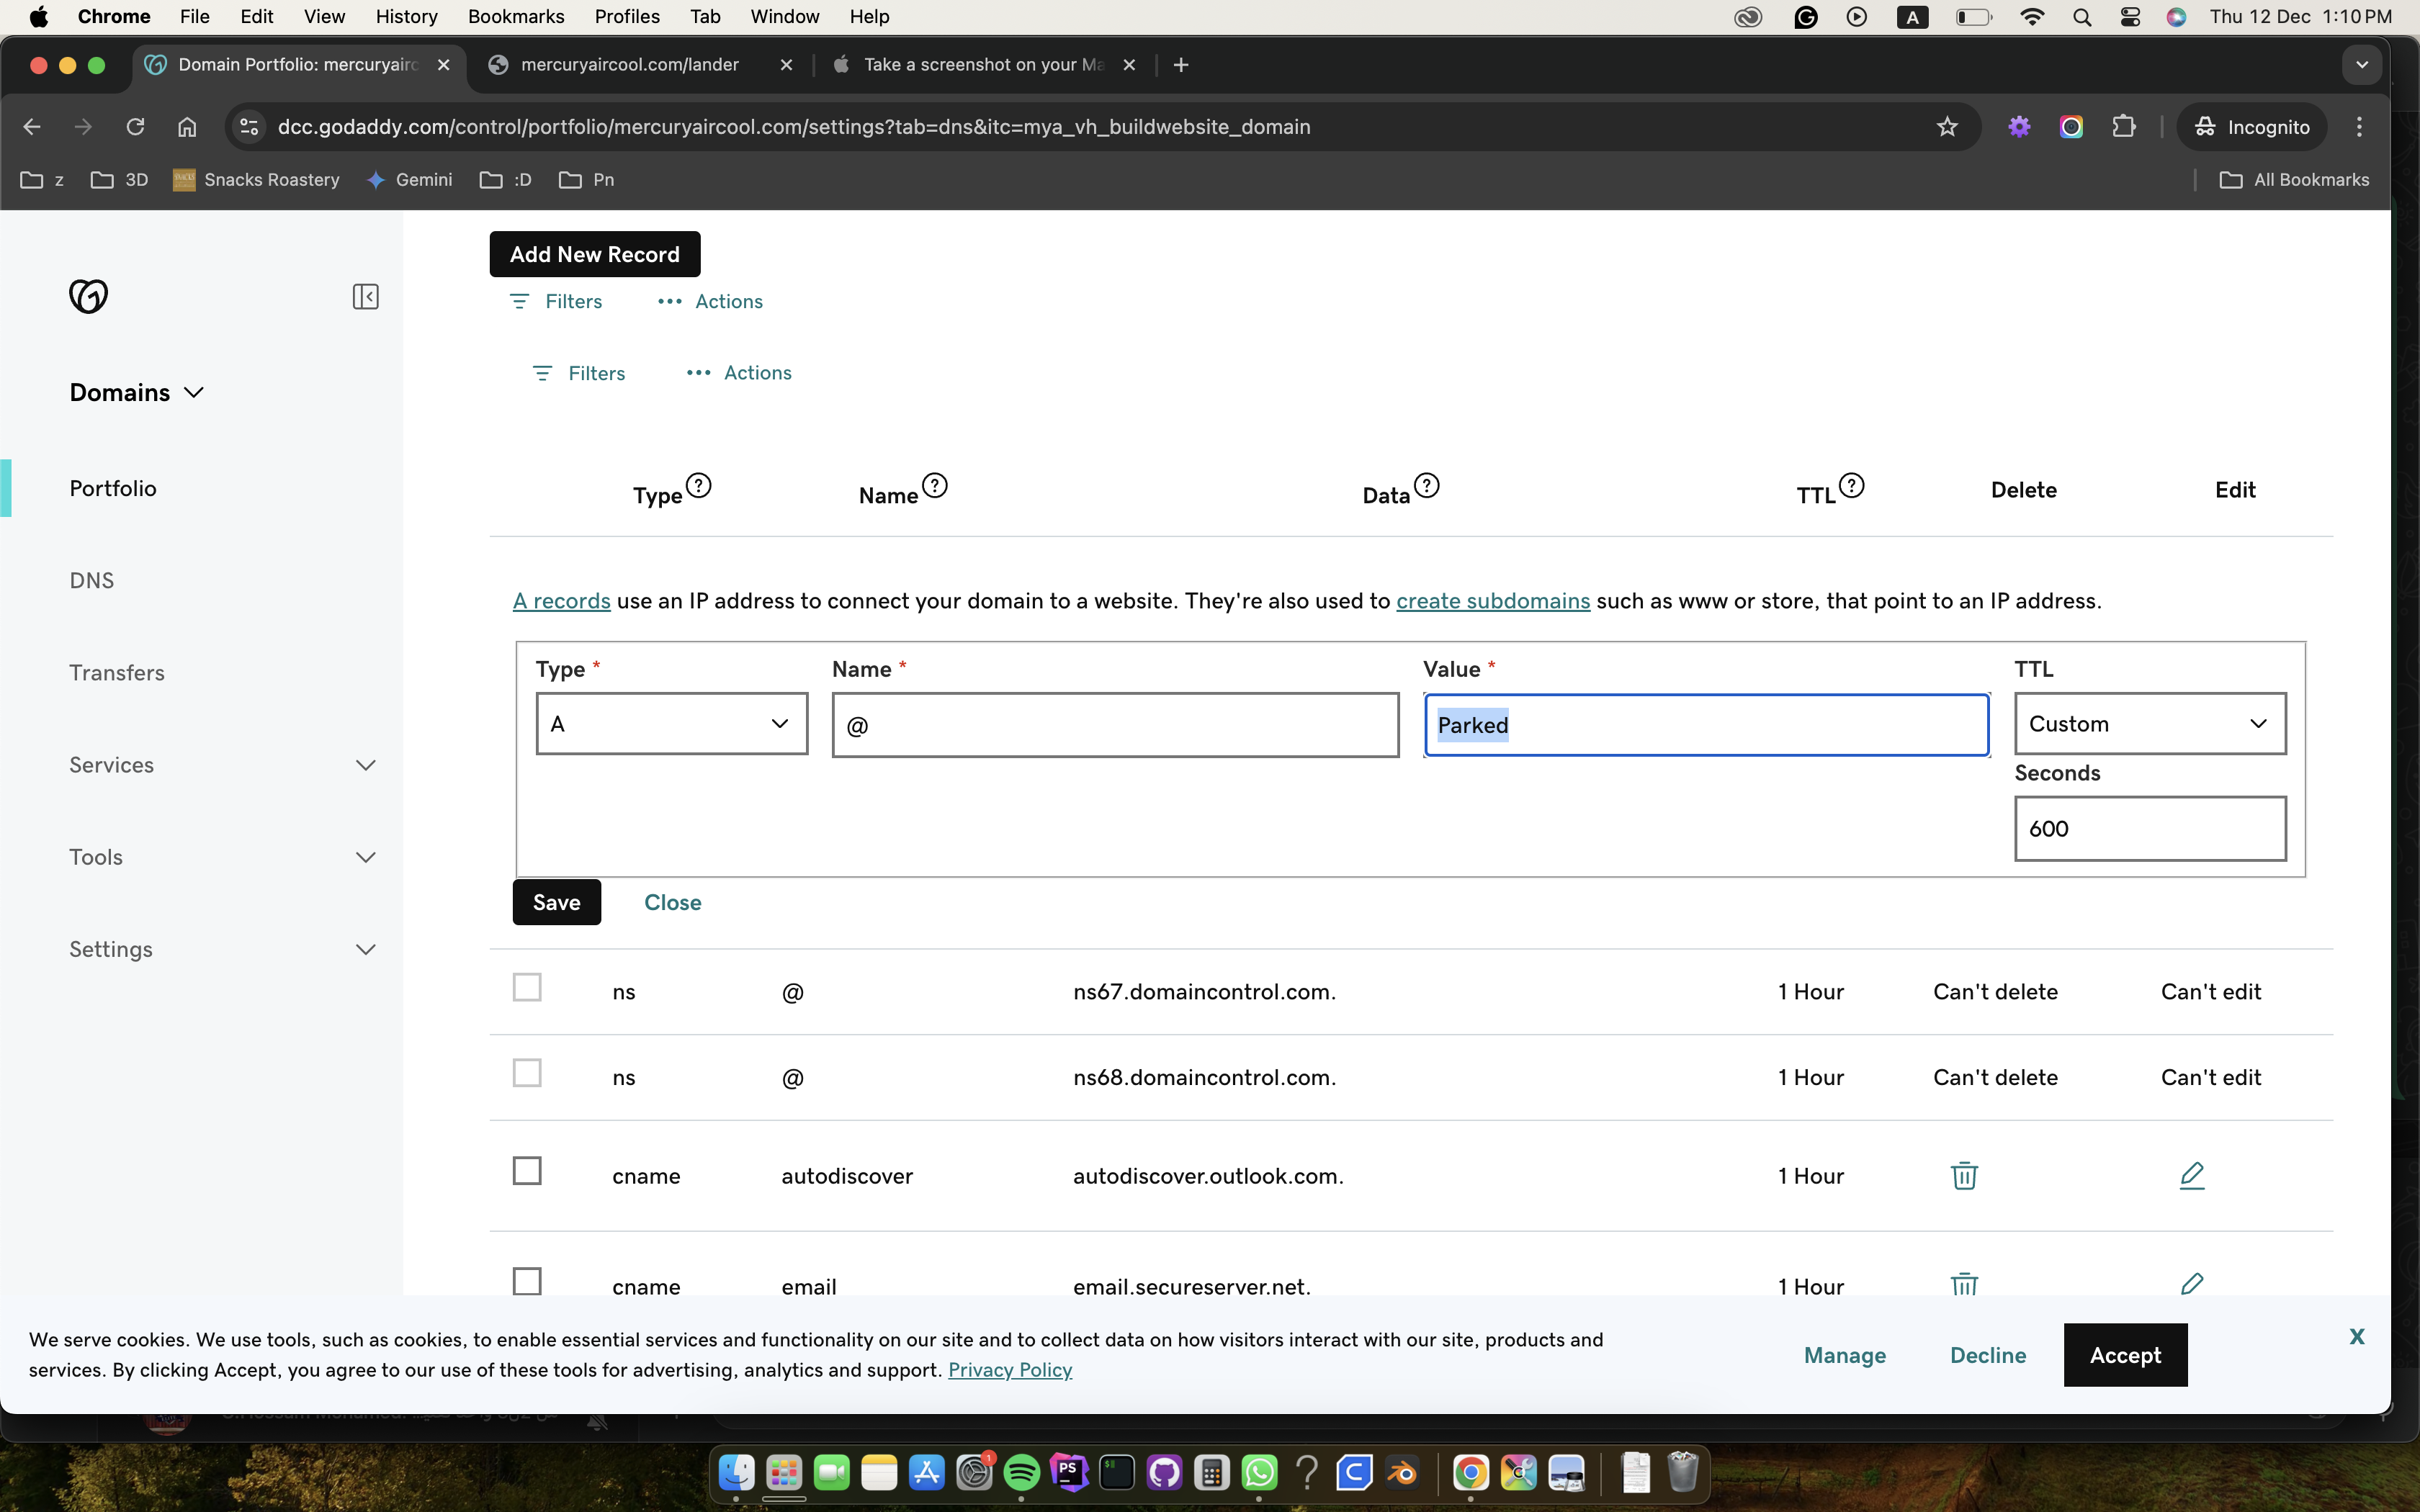 Chrome File Edit View History Bookmarks Profiles Tab Window Help A Thu 12 Dec 1:10 PM
Domain Portfolio: mercuryairc mercuryaircool.com/lander Take a screenshot on your Ma
dcc.godaddy.com/control/portfolio/mercuryaircool.com/settings?tab=dns&itc=mya_vh_buildwebsite_domain Incognito
z 3D Snacks Roastery Gemini :D Pn All Bookmarks
Add New Record
Filters Actions
Filters Actions
Domains
Portfolio
DNS
Transfers
Services
Tools
Settings
Type ? Name ? Data ? TTL ? Delete Edit
A records use an IP address to connect your domain to a website. They're also used to create subdomains such as www or store, that point to an IP address.
Type * Name * Value * TTL
A @ Parked Custom
Seconds
600
Save Close
ns @ ns67.domaincontrol.com. 1 Hour Can't delete Can't edit
ns @ ns68.domaincontrol.com. 1 Hour Can't delete Can't edit
cname autodiscover autodiscover.outlook.com. 1 Hour
cname email email.secureserver.net. 1 Hour
We serve cookies. We use tools, such as cookies, to enable essential services and functionality on our site and to collect data on how visitors interact with our site, products and
services. By clicking Accept, you agree to our use of these tools for advertising, analytics and support. Privacy Policy
Manage Decline Accept X
1
PS